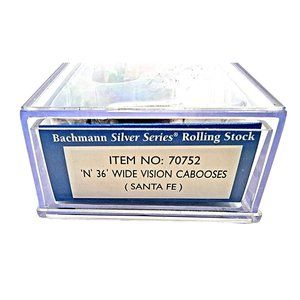 Bachmann Silver Series® Rolling Stock
ITEM NO: 70752
'N' 36' WIDE VISION CABOOSES
( SANTA FE )